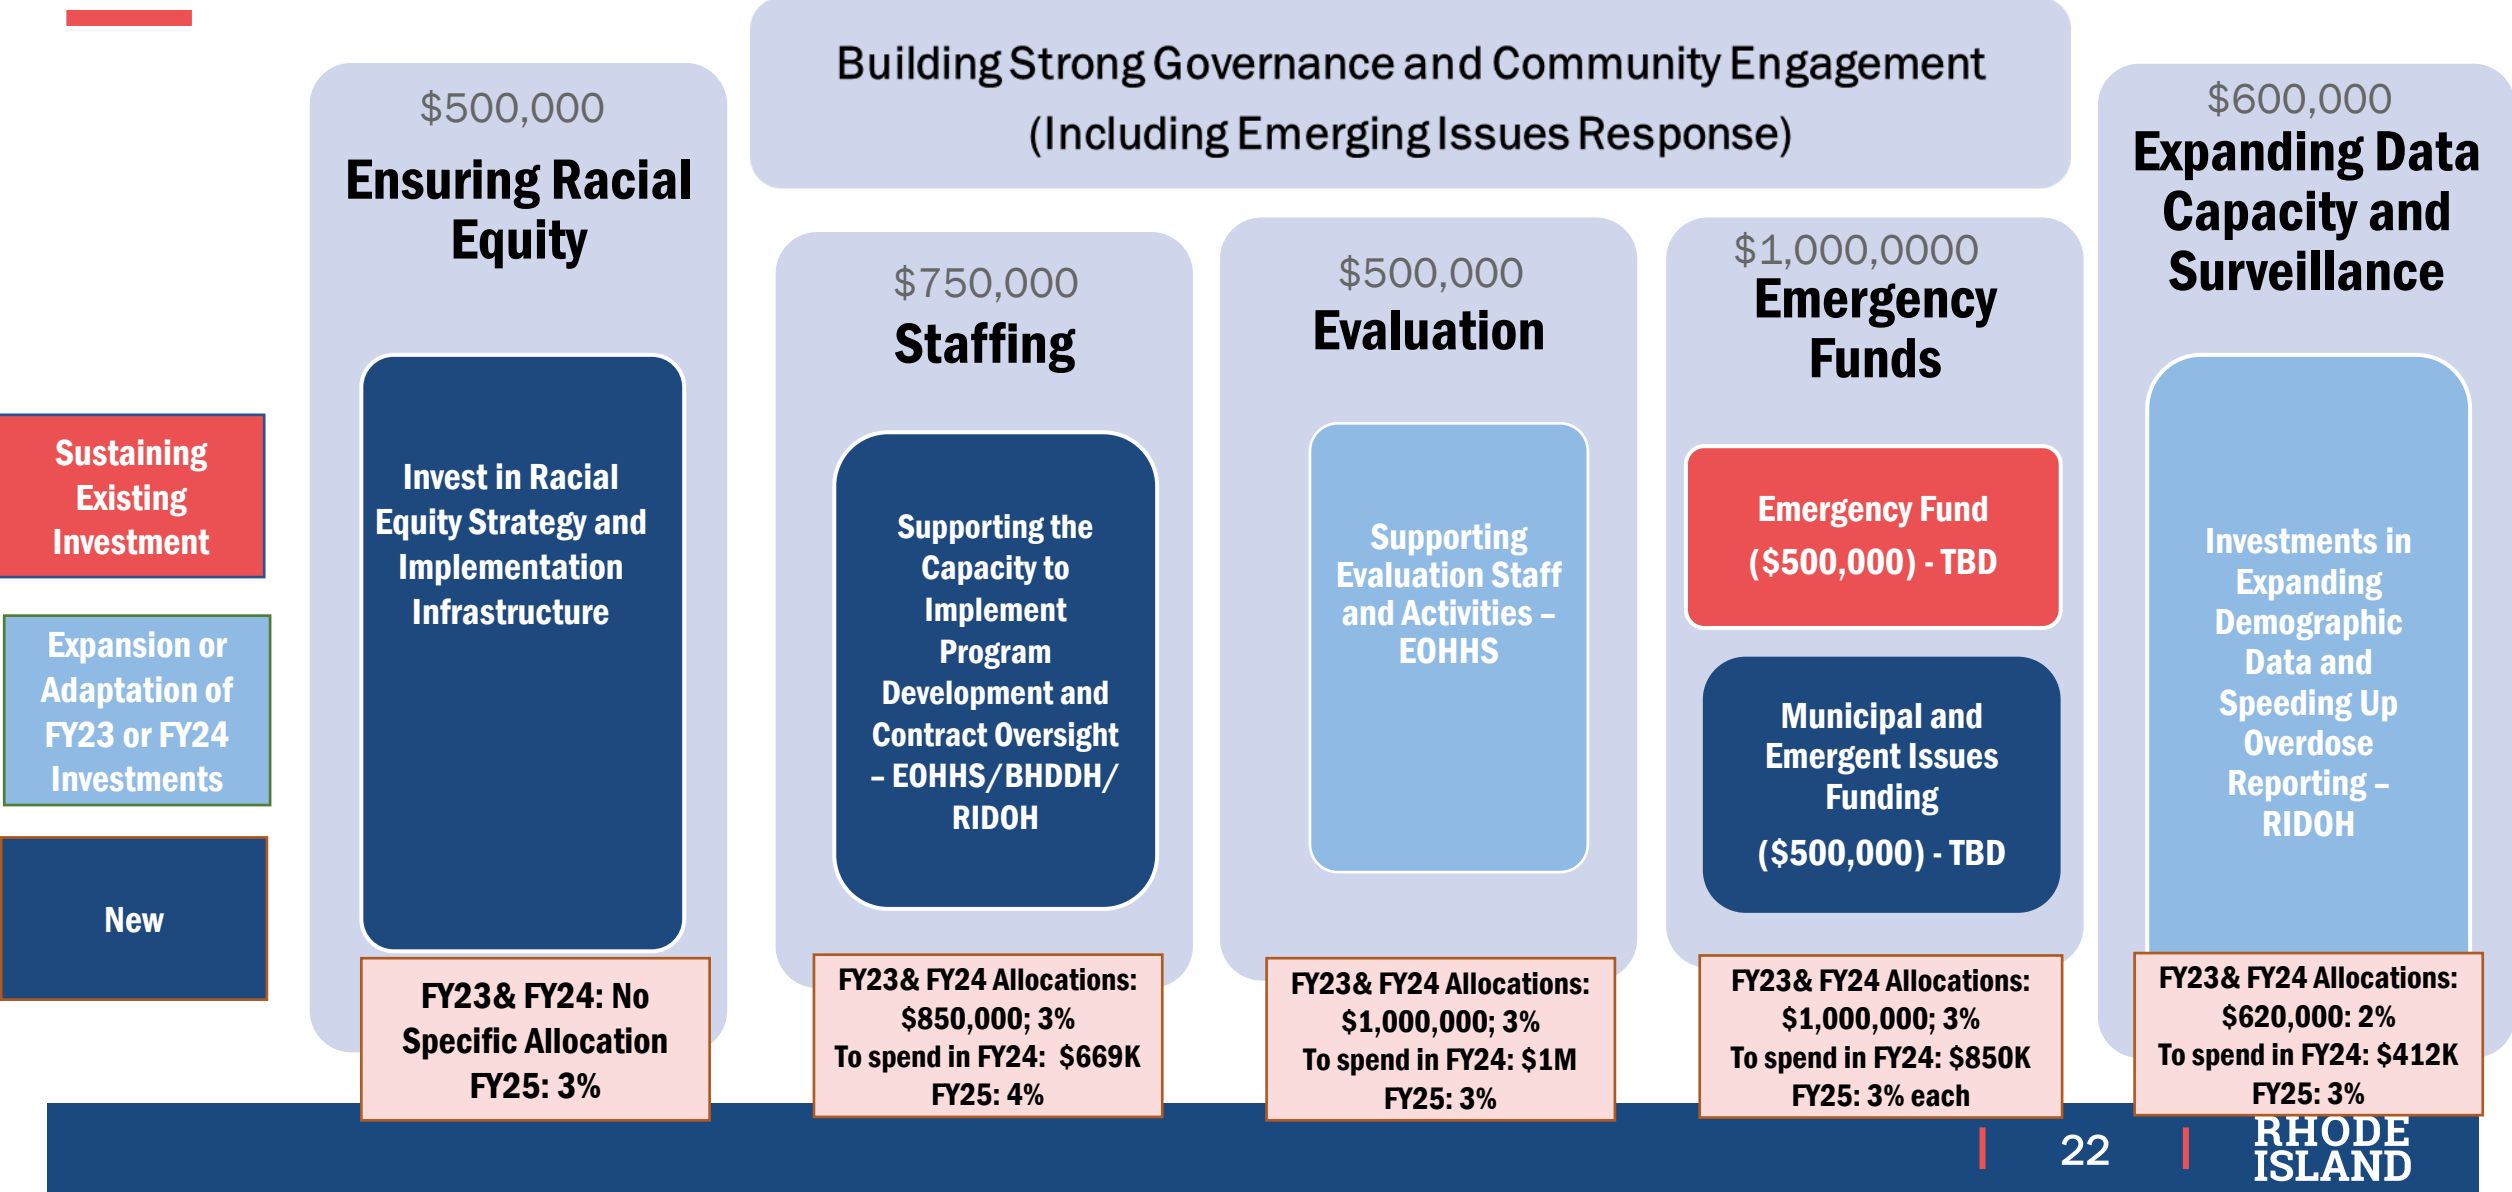 Building Strong Governance and Community Engagement
(Including Emerging Issues Response)
$500,000
Ensuring Racial
Equity
Invest in Racial
Equity Strategy and
Implementation
Infrastructure
FY23& FY24: No
Specific Allocation
FY25: 3%
$750,000
Staffing
Supporting the
Capacity to
Implement
Program
Development and
Contract Oversight
– EOHHS/BHDDH/
RIDOH
FY23& FY24 Allocations:
$850,000; 3%
To spend in FY24: $669K
FY25: 4%
$500,000
Evaluation
Supporting
Evaluation Staff
and Activities –
EOHHS
FY23& FY24 Allocations:
$1,000,000; 3%
To spend in FY24: $1M
FY25: 3%
$1,000,0000
Emergency
Funds
Emergency Fund
($500,000) - TBD
Municipal and
Emergent Issues
Funding
($500,000) - TBD
FY23& FY24 Allocations:
$1,000,000; 3%
To spend in FY24: $850K
FY25: 3% each
$600,000
Expanding Data
Capacity and
Surveillance
Investments in
Expanding
Demographic
Data and
Speeding Up
Overdose
Reporting –
RIDOH
FY23& FY24 Allocations:
$620,000: 2%
To spend in FY24: $412K
FY25: 3%
Sustaining
Existing
Investment
Expansion or
Adaptation of
FY23 or FY24
Investments
New
22
RHODE
ISLAND